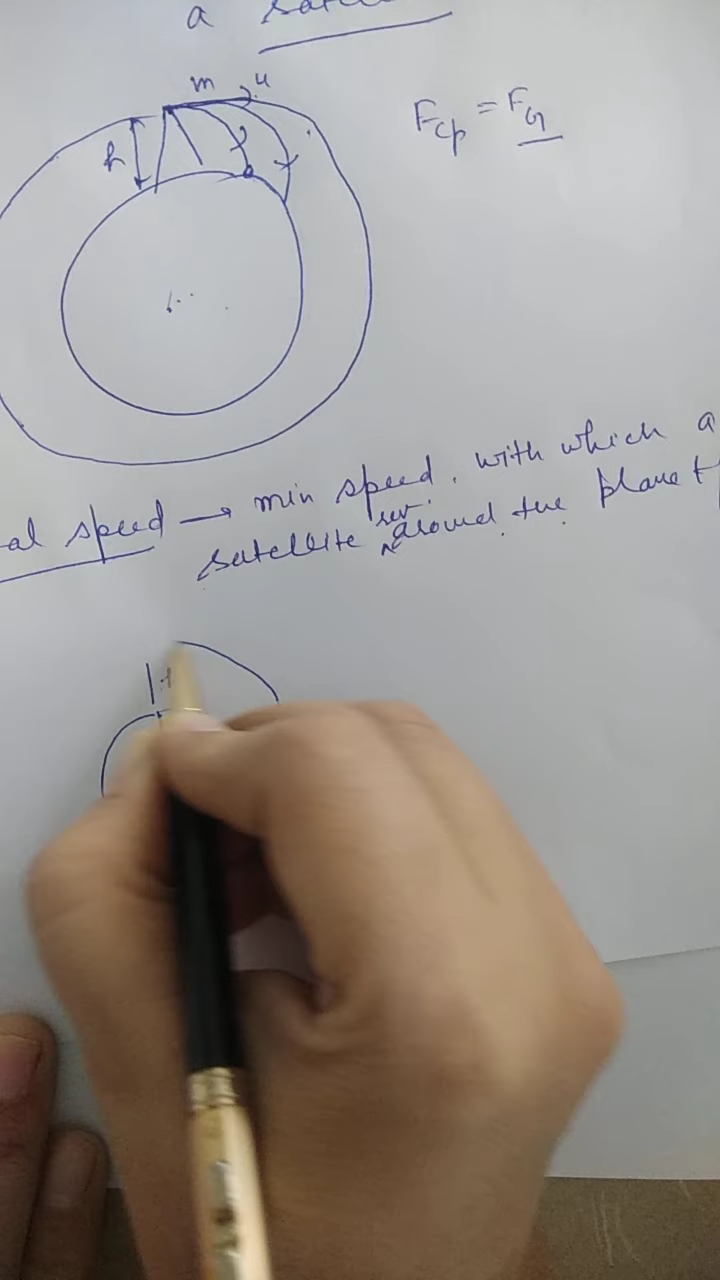 a
m u
h
Fcp = FG
al speed → min speed. with which a
rev.
satellite ^ around the planet